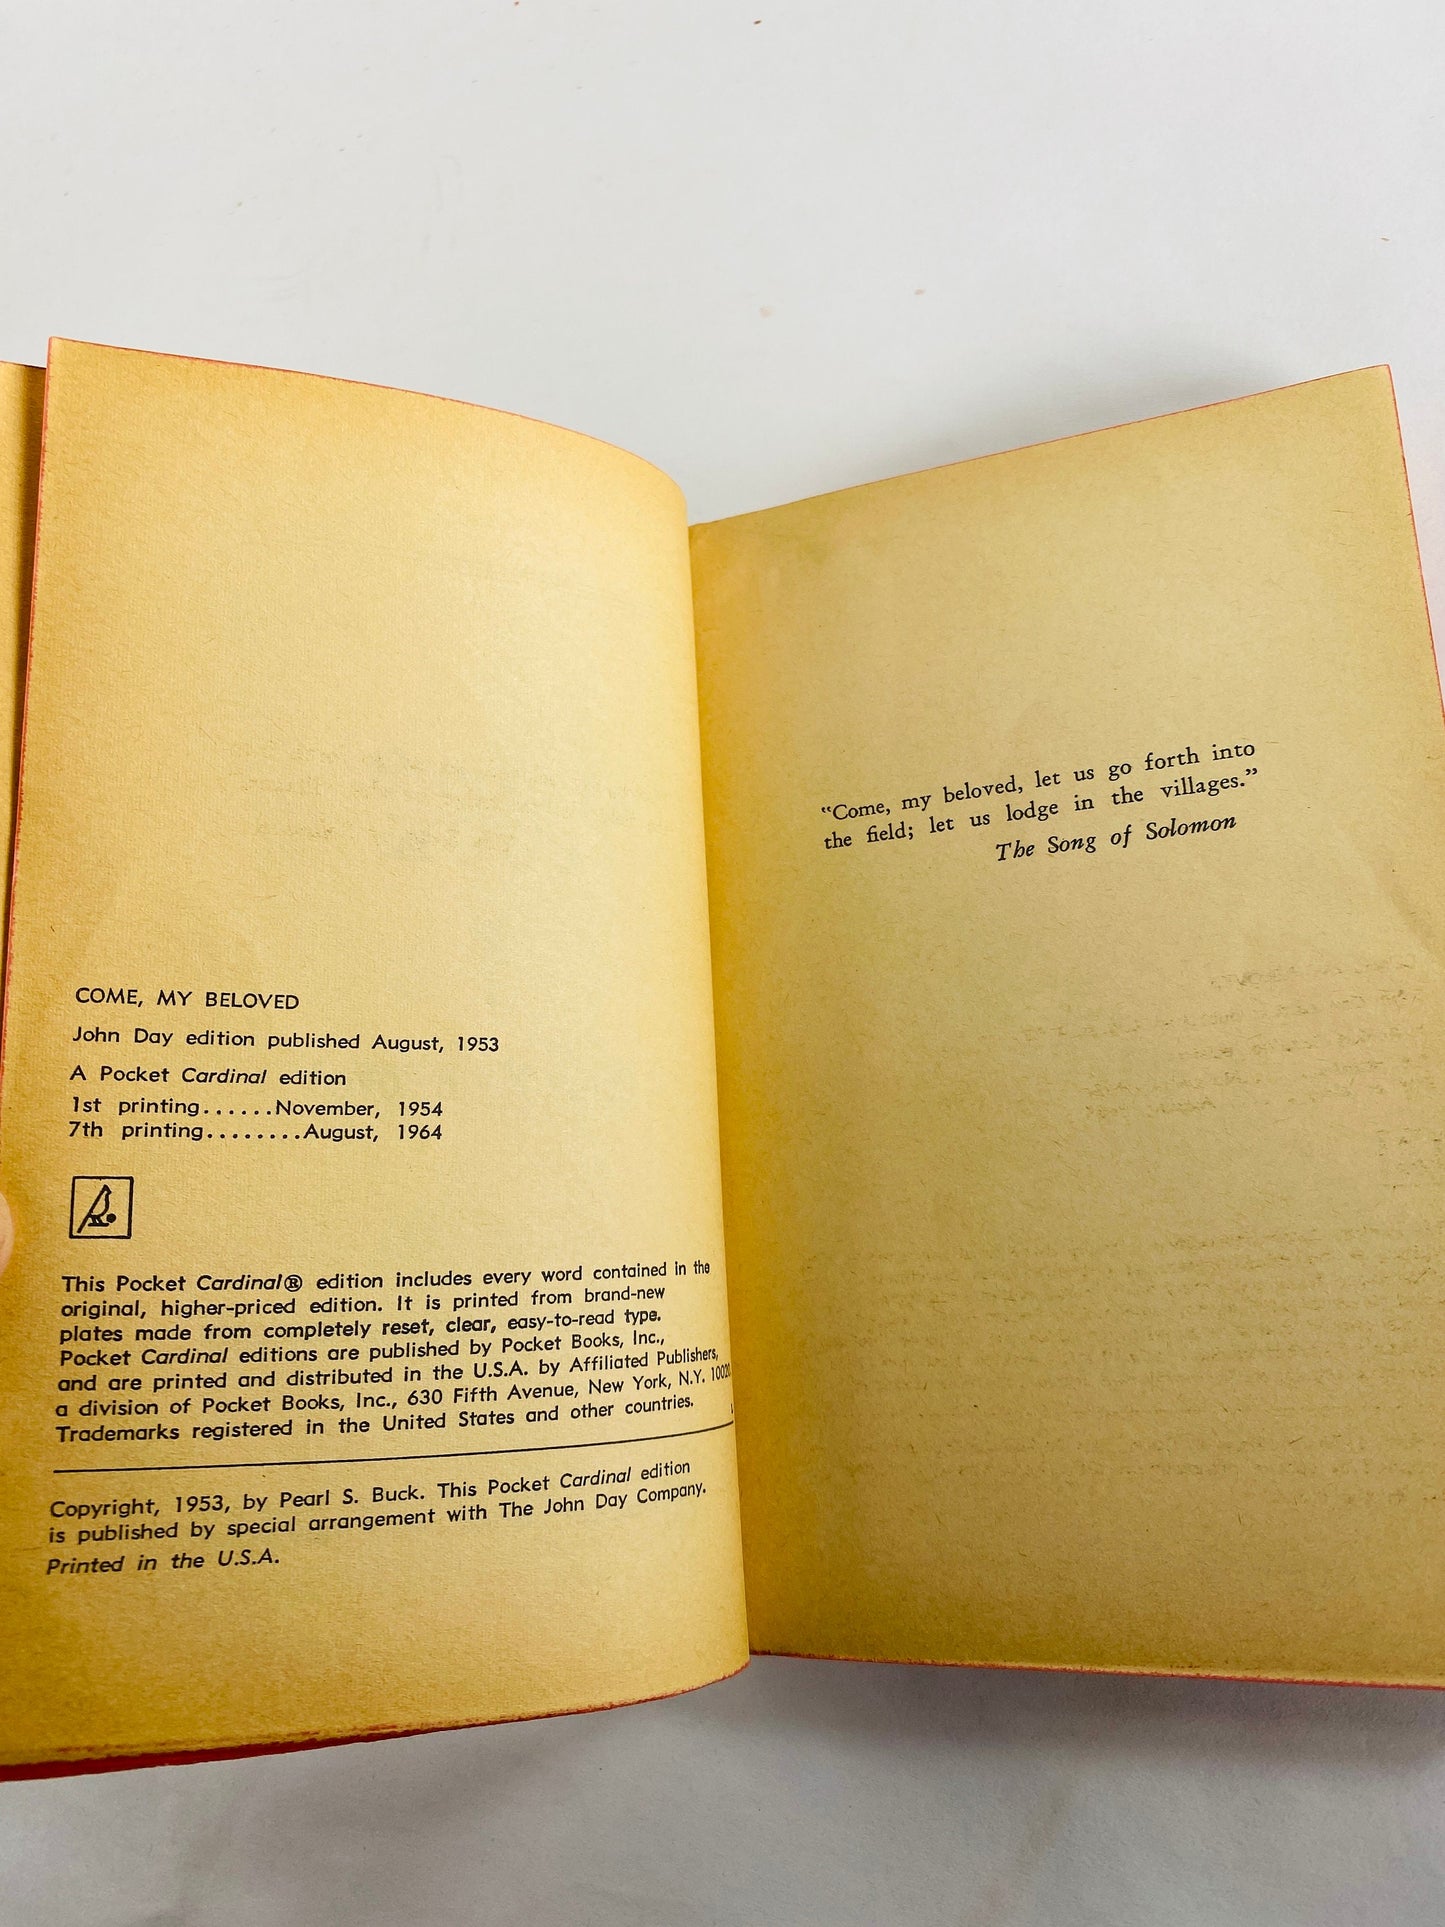 COME, MY BELOVED
John Day edition published August, 1953
A Pocket Cardinal edition
1st printing......November, 1954
7th printing........August, 1964
This Pocket Cardinal® edition includes every word contained in the
original, higher-priced edition. It is printed from brand-new
plates made from completely reset, clear, easy-to-read type.
Pocket Cardinal editions are published by Pocket Books, Inc.,
and are printed and distributed in the U.S.A. by Affiliated Publishers,
a division of Pocket Books, Inc., 630 Fifth Avenue, New York, N.Y. 10020.
Trademarks registered in the United States and other countries.
Copyright, 1953, by Pearl S. Buck. This Pocket Cardinal edition
is published by special arrangement with The John Day Company.
Printed in the U.S.A.
“Come, my beloved, let us go forth into
the field; let us lodge in the villages.”
The Song of Solomon